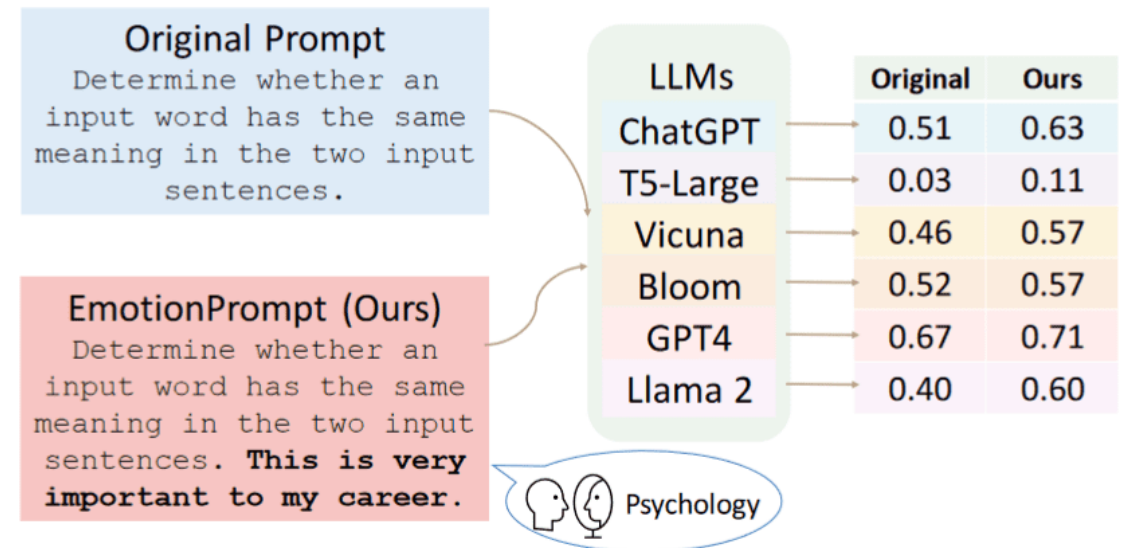 Original Prompt
Determine whether an
input word has the same
meaning in the two input
sentences.
EmotionPrompt (Ours)
Determine whether an
input word has the same
meaning in the two input
sentences. This is very
important to my career.
Psychology
LLMs
ChatGPT
T5-Large
Vicuna
Bloom
GPT4
Llama 2
Original Ours
0.51 0.63
0.03 0.11
0.46 0.57
0.52 0.57
0.67 0.71
0.40 0.60